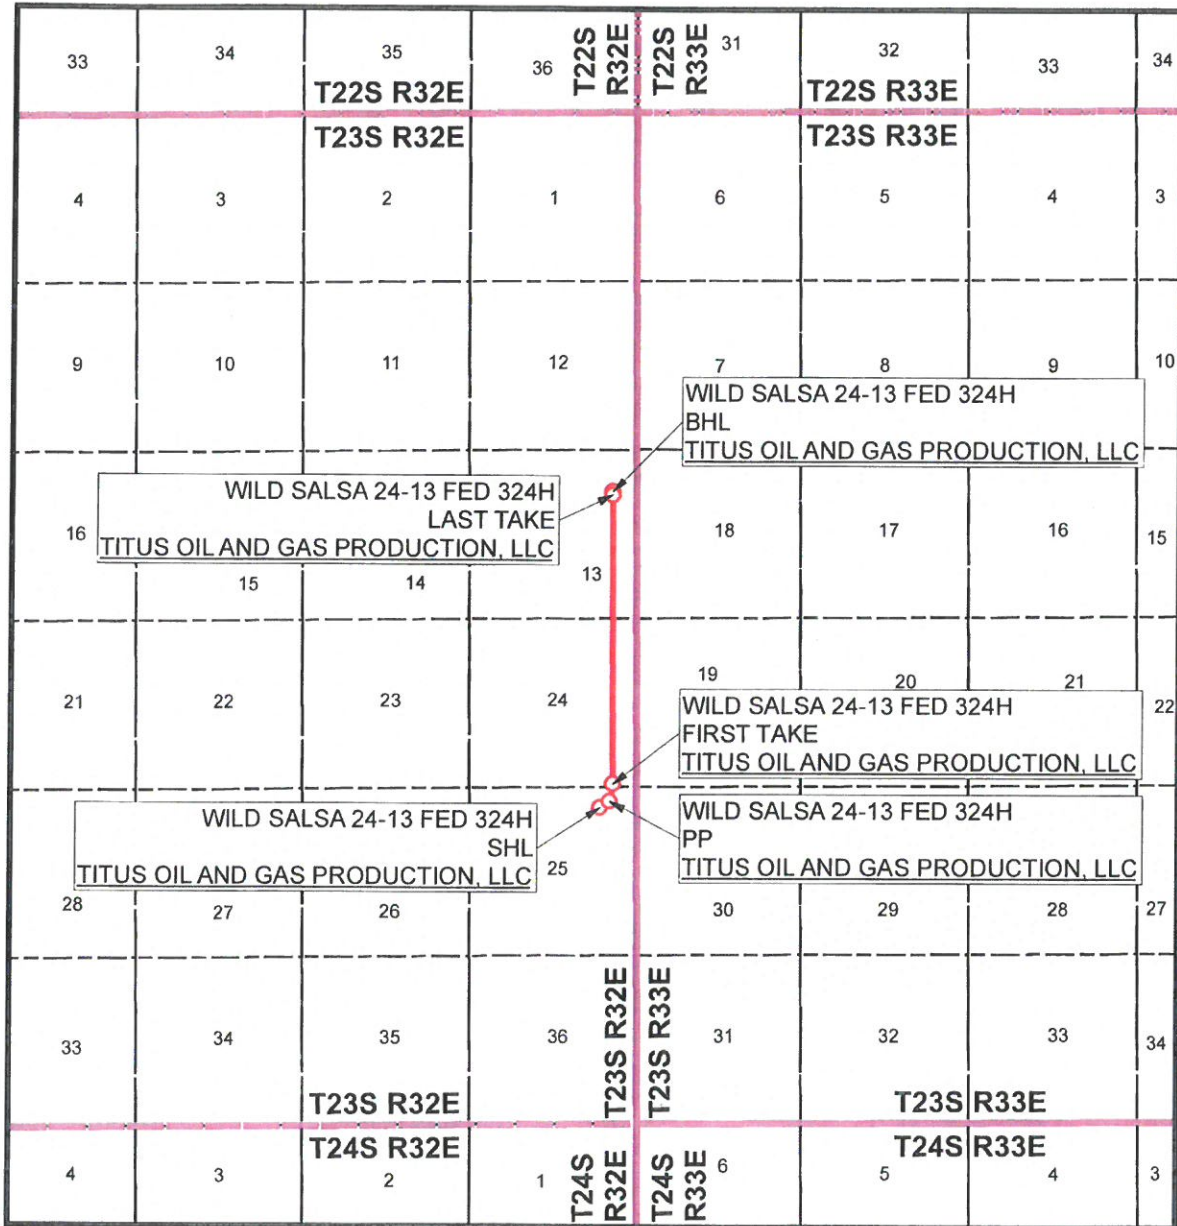 33
34
35
36
T22S
R32E
T22S
R33E
31
32
33
34
T22S R32E
T22S R33E
T23S R32E
T23S R33E
4
3
2
1
6
5
4
3
9
10
11
12
7
8
9
10
WILD SALSA 24-13 FED 324H
BHL
TITUS OIL AND GAS PRODUCTION, LLC
WILD SALSA 24-13 FED 324H
LAST TAKE
TITUS OIL AND GAS PRODUCTION, LLC
16
15
14
13
18
17
16
15
21
22
23
24
19
20
21
22
WILD SALSA 24-13 FED 324H
FIRST TAKE
TITUS OIL AND GAS PRODUCTION, LLC
WILD SALSA 24-13 FED 324H
SHL
TITUS OIL AND GAS PRODUCTION, LLC
WILD SALSA 24-13 FED 324H
PP
TITUS OIL AND GAS PRODUCTION, LLC
25
28
27
26
30
29
28
27
T23S R32E
T23S R33E
33
34
35
36
31
32
33
34
T23S R32E
T23S R33E
T24S R32E
T24S R33E
4
3
2
1
T24S
R32E
T24S
R33E
6
5
4
3